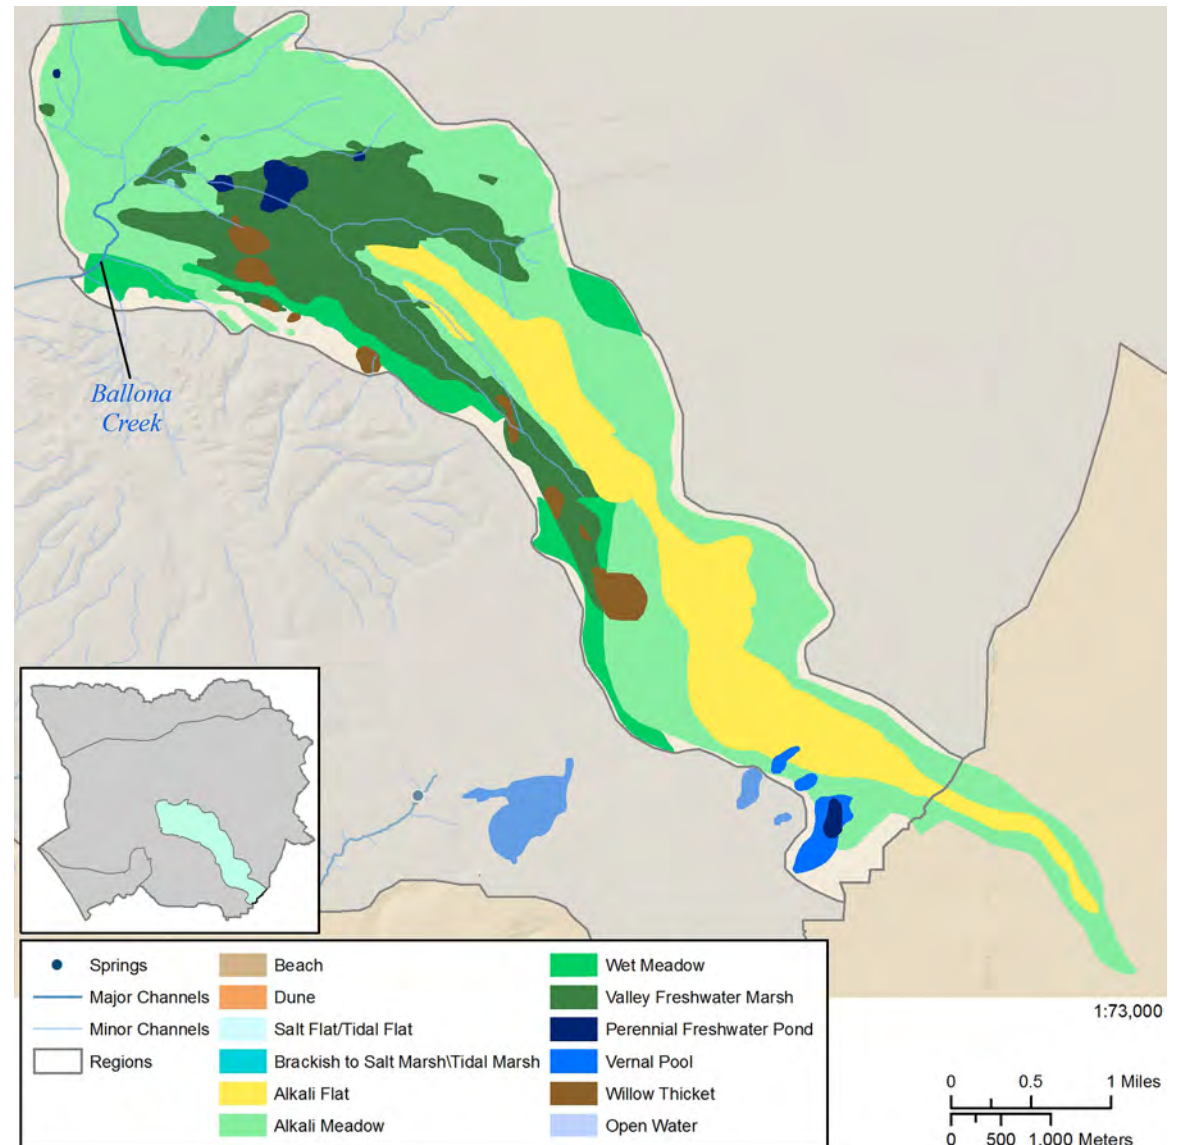 Ballona
Creek
Springs
Major Channels
Minor Channels
Regions
Beach
Dune
Salt Flat/Tidal Flat
Brackish to Salt Marsh\Tidal Marsh
Alkali Flat
Alkali Meadow
Wet Meadow
Valley Freshwater Marsh
Perennial Freshwater Pond
Vernal Pool
Willow Thicket
Open Water
1:73,000
0 0.5 1 Miles
0 500 1,000 Meters